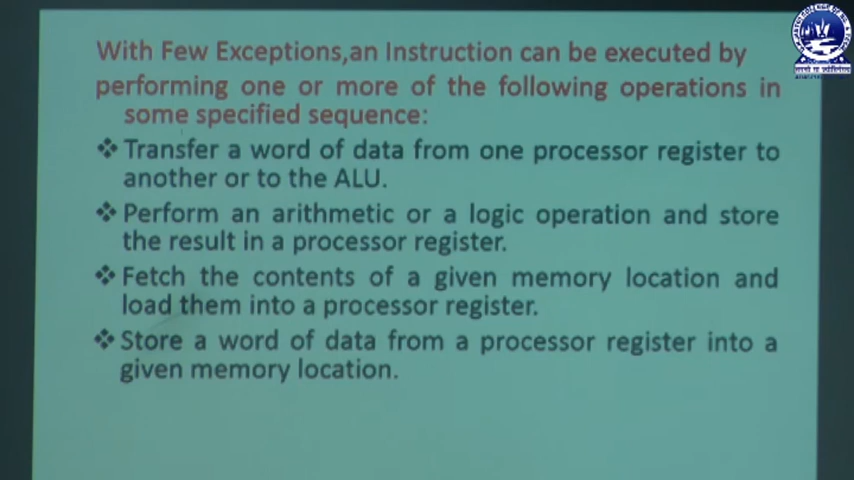 With Few Exceptions,an Instruction can be executed by
performing one or more of the following operations in
some specified sequence:
❖ Transfer a word of data from one processor register to
another or to the ALU.
❖ Perform an arithmetic or a logic operation and store
the result in a processor register.
❖ Fetch the contents of a given memory location and
load them into a processor register.
❖ Store a word of data from a processor register into a
given memory location.